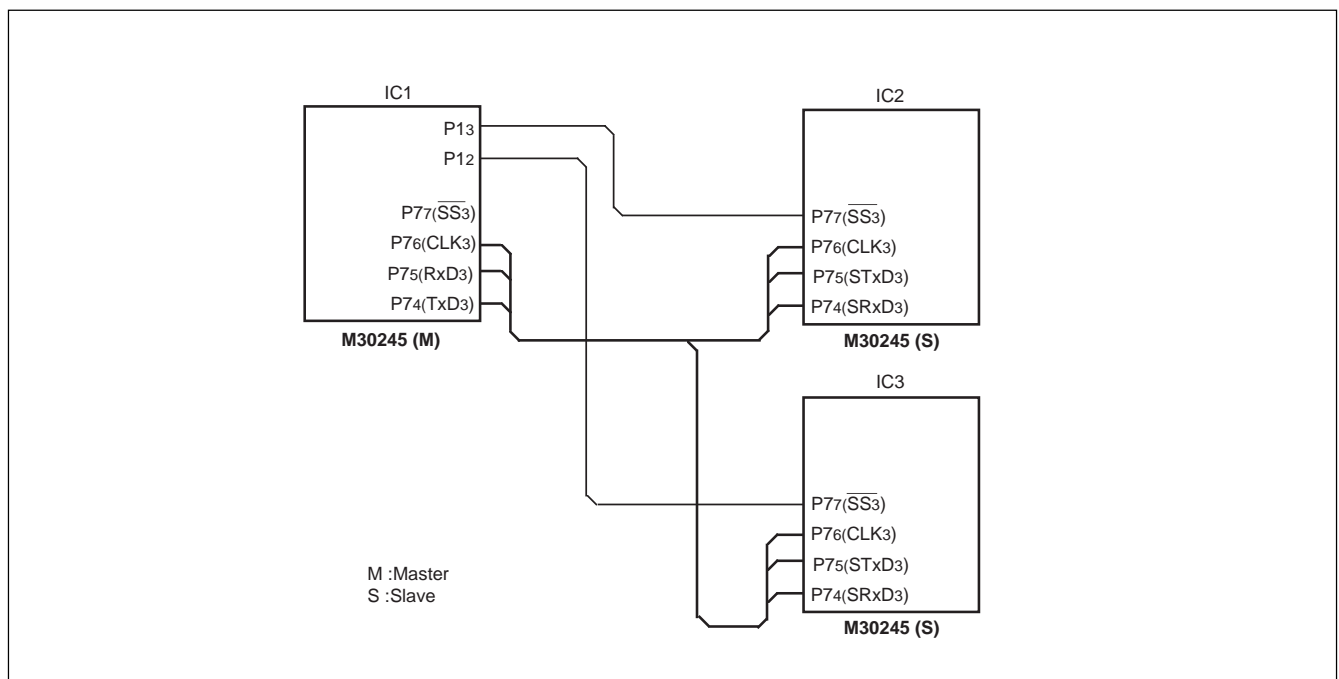 IC1
P13
P12
P77(SS3)
P76(CLK3)
P75(RxD3)
P74(TxD3)
M30245 (M)
IC2
P77(SS3)
P76(CLK3)
P75(STxD3)
P74(SRxD3)
M30245 (S)
IC3
P77(SS3)
P76(CLK3)
P75(STxD3)
P74(SRxD3)
M30245 (S)
M :Master
S :Slave